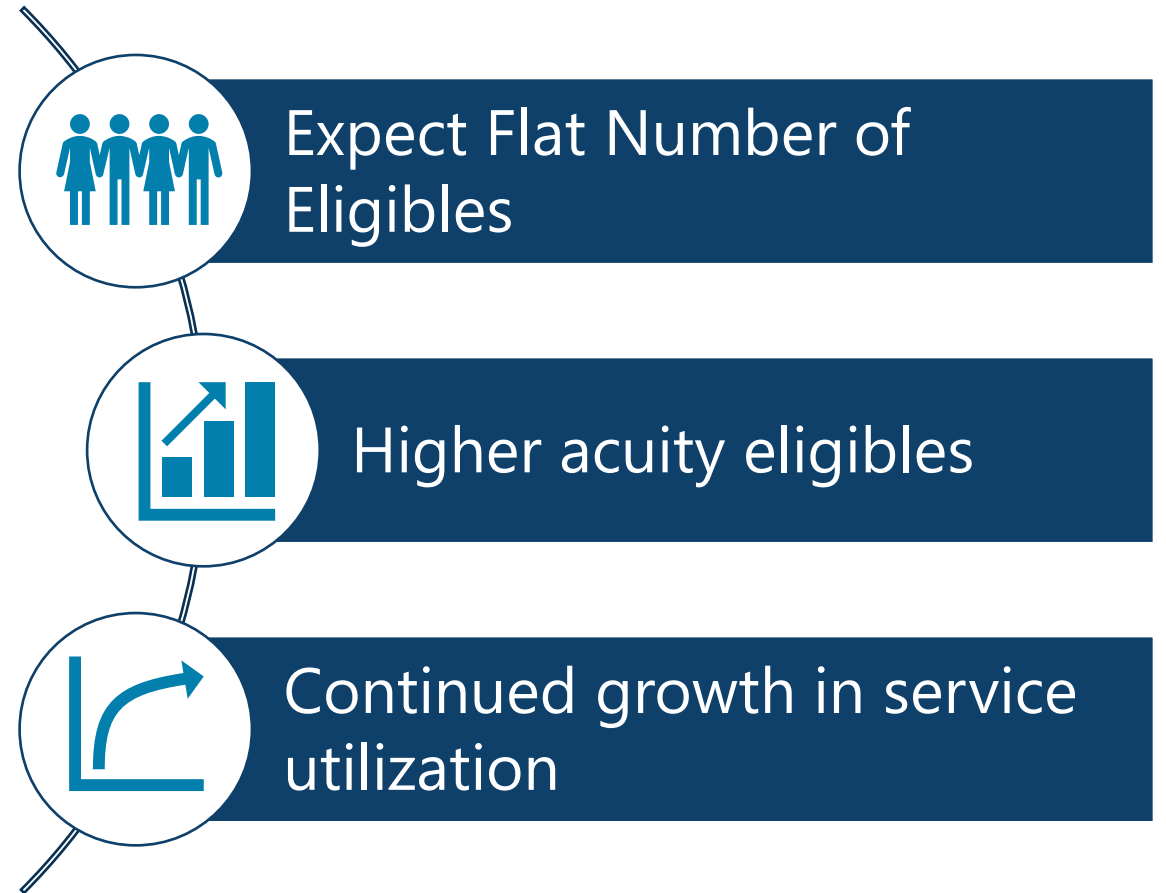 Expect Flat Number of
Eligibles
Higher acuity eligibles
Continued growth in service
utilization